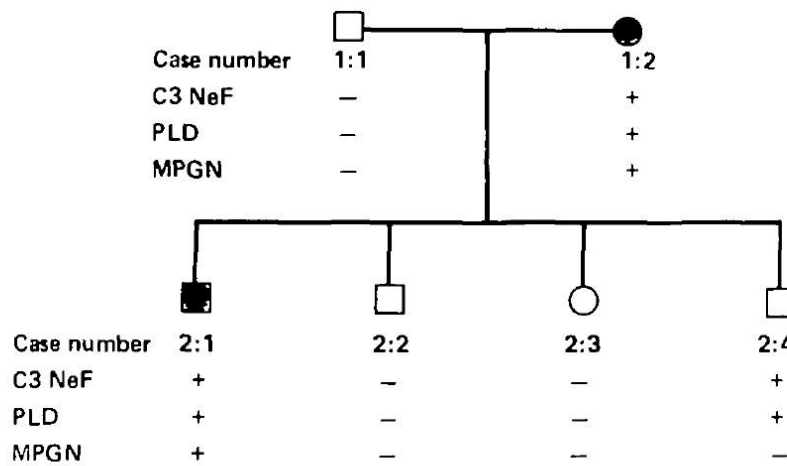 Case number 1:1 1:2
C3 NeF – +
PLD – +
MPGN – +
Case number 2:1 2:2 2:3 2:4
C3 NeF + – – +
PLD + – – +
MPGN + – – –